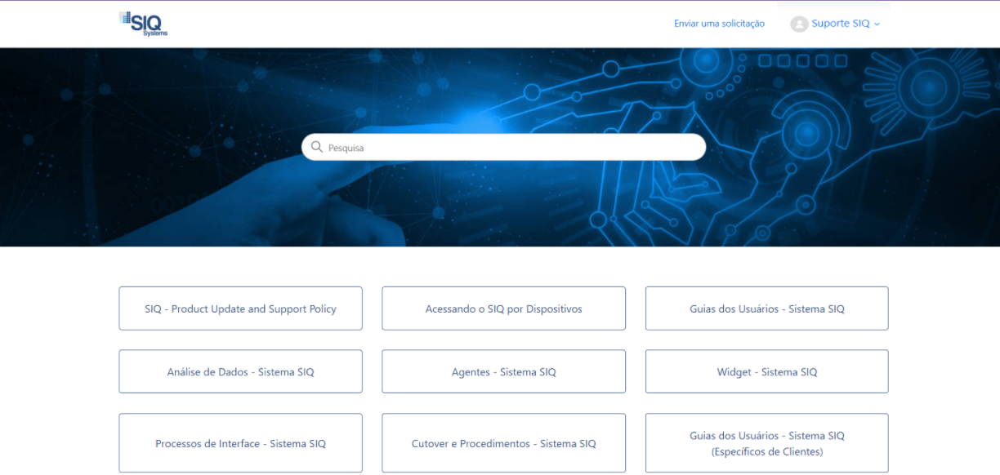 SIQ
Systems
Enviar uma solicitação
Suporte SIQ
Pesquisa
SIQ - Product Update and Support Policy
Acessando o SIQ por Dispositivos
Guias dos Usuários - Sistema SIQ
Análise de Dados - Sistema SIQ
Agentes - Sistema SIQ
Widget - Sistema SIQ
Processos de Interface - Sistema SIQ
Cutover e Procedimentos - Sistema SIQ
Guias dos Usuários - Sistema SIQ
(Específicos de Clientes)